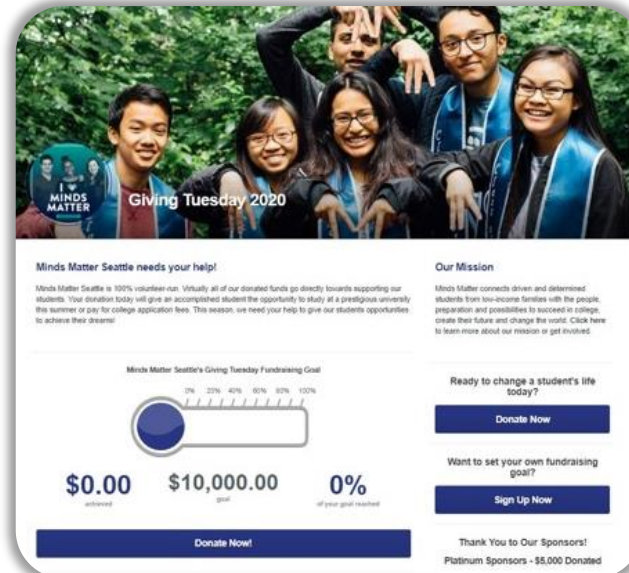 I ♥
MINDS
MATTER
Giving Tuesday 2020
Minds Matter Seattle needs your help!
Minds Matter Seattle is 100% volunteer-run. Virtually all of our donated funds go directly towards supporting our
students. Your donation today will give an accomplished student the opportunity to study at a prestigious university
this summer or pay for college application fees. This season, we need your help to give our students opportunities
to achieve their dreams!
Minds Matter Seattle's Giving Tuesday Fundraising Goal
0% 20% 40% 60% 80% 100%
$0.00 $10,000.00 0%
achieved goal of your goal reached
Donate Now!
Our Mission
Minds Matter connects driven and determined
students from low-income families with the people,
preparation and possibilities to succeed in college,
create their future and change the world. Click here
to learn more about our mission or get involved.
Ready to change a student's life
today?
Donate Now
Want to set your own fundraising
goal?
Sign Up Now
Thank You to Our Sponsors!
Platinum Sponsors - $5,000 Donated